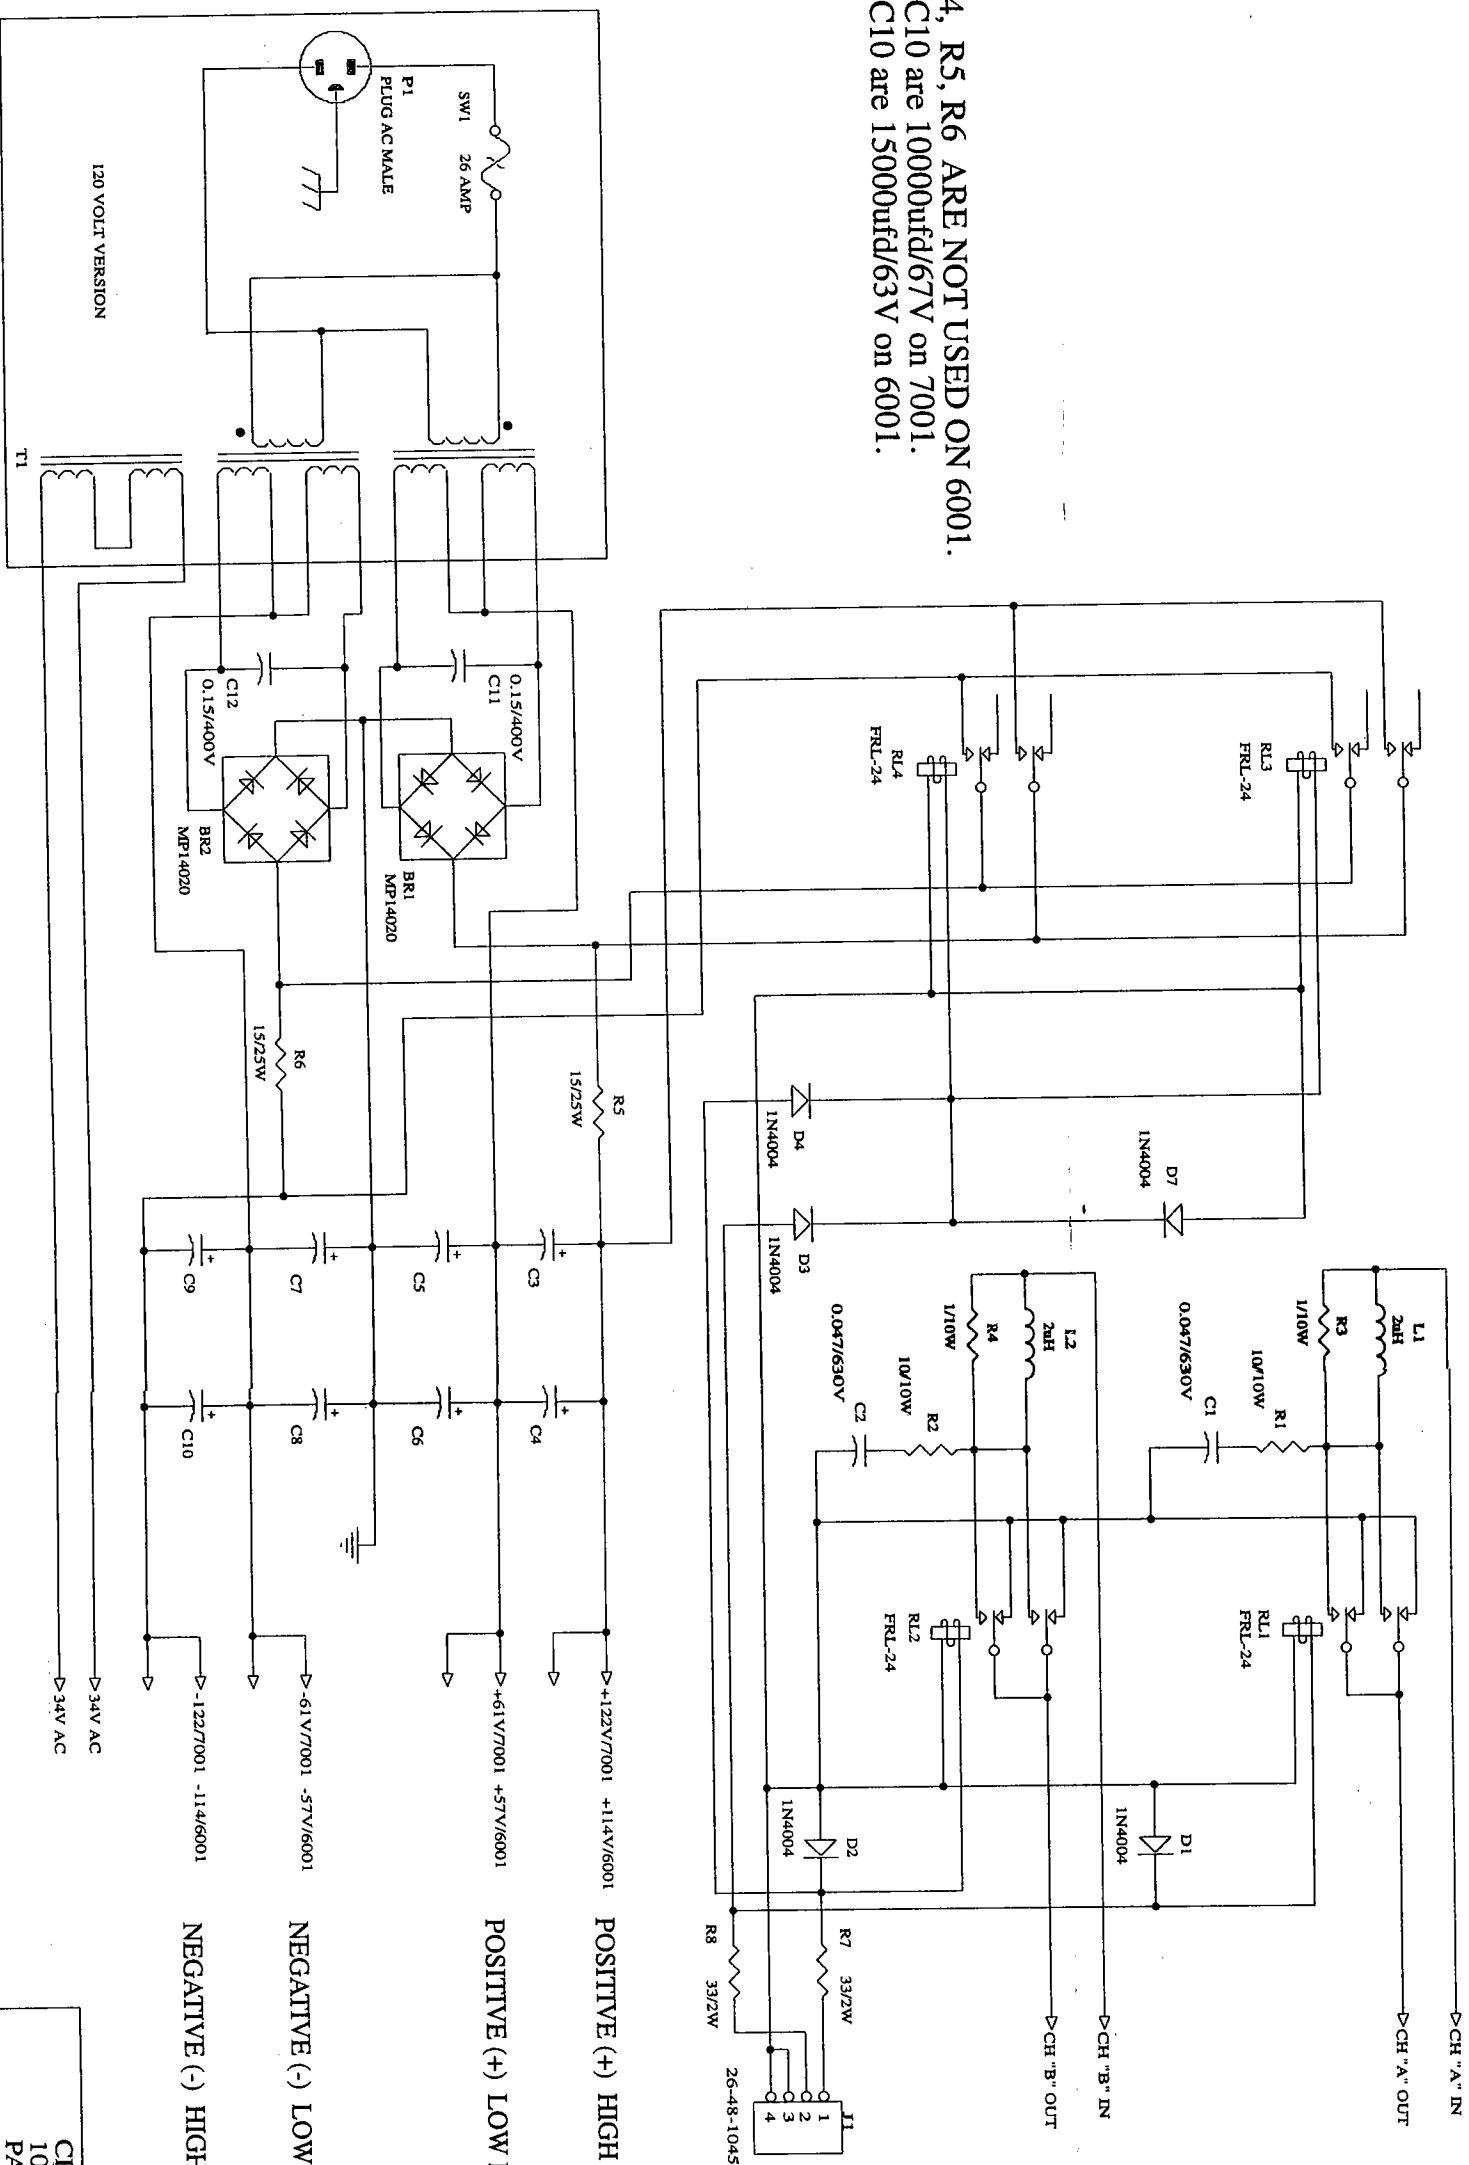 4, R5, R6 ARE NOT USED ON 6001.
C10 are 10000ufd/67V on 7001.
C10 are 15000ufd/63V on 6001.
P1
PLUG AC MALE
SW1 26 AMP
120 VOLT VERSION
T1
RL3
FRL-24
RL4
FRL-24
0.15/400V
C11
C12
0.15/400V
BR1
MP14020
BR2
MP14020
R5
15/25W
R6
15/25W
D4
1N4004
D3
1N4004
D7
1N4004
C3
C5
C7
C9
C4
C6
C8
C10
L1
2uH
R3
1/10W
R1
10/10W
C1
0.047/630V
L2
2uH
R4
1/10W
R2
10/10W
C2
0.047/630V
RL1
FRL-24
RL2
FRL-24
D1
1N4004
D2
1N4004
R7 33/2W
R8 33/2W
CH "A" IN
CH "A" OUT
CH "B" IN
CH "B" OUT
J1
1
2
3
4
26-48-1045
+122V/7001 +114V/6001 POSITIVE (+) HIGH
+61V/7001 +57V/6001 POSITIVE (+) LOW
-61V/7001 -57V/6001 NEGATIVE (-) LOW
-122/7001 -114/6001 NEGATIVE (-) HIGH
34V AC
34V AC